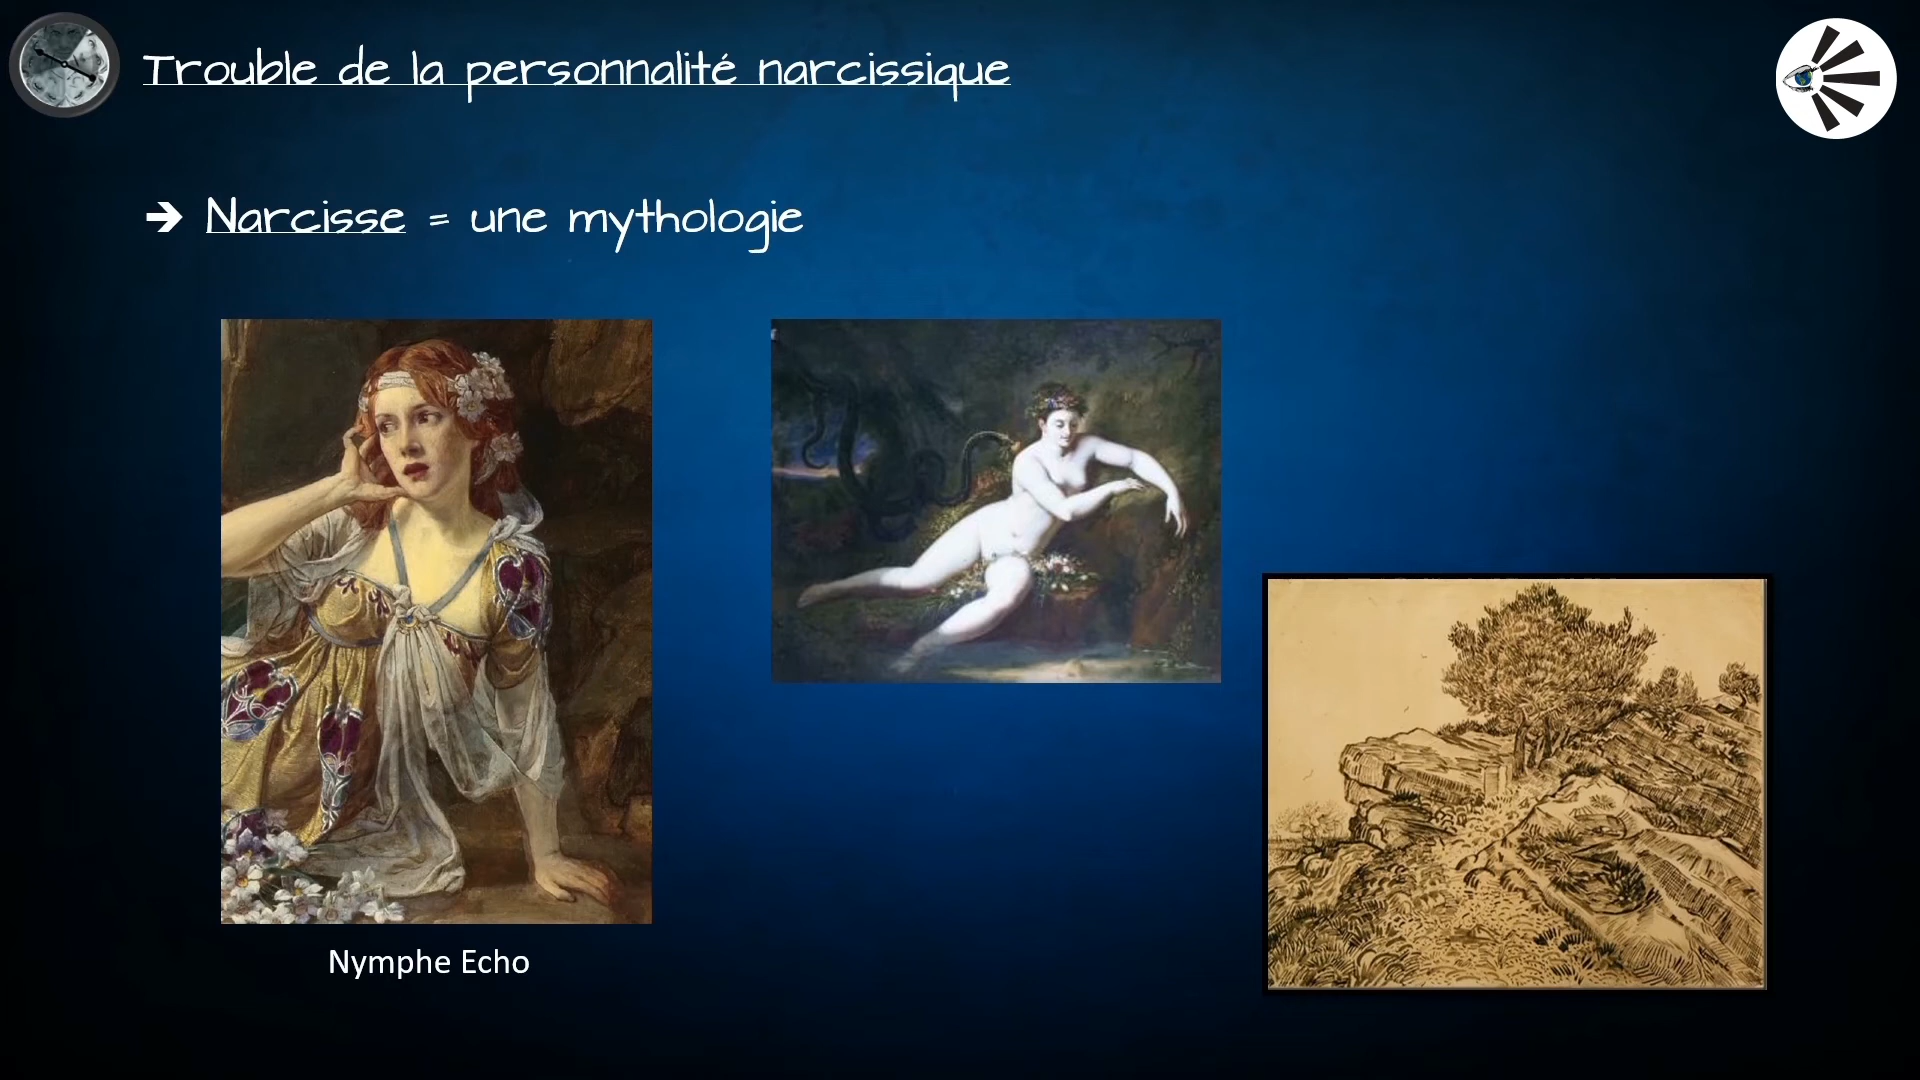 Trouble de la personnalité narcissique
➔ Narcisse = une mythologie
Nymphe Echo